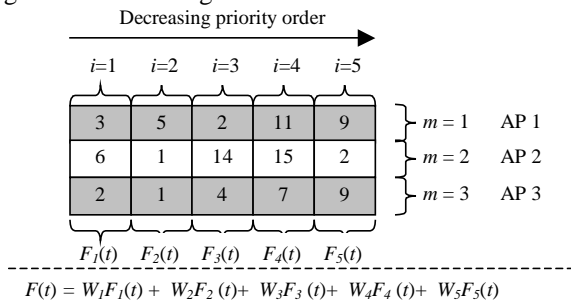 Decreasing priority order
i=1 i=2 i=3 i=4 i=5
3 5 2 11 9 m = 1 AP 1
6 1 14 15 2 m = 2 AP 2
2 1 4 7 9 m = 3 AP 3
F1(t) F2(t) F3(t) F4(t) F5(t)
F(t) = W1F1(t) + W2F2 (t)+ W3F3 (t)+ W4F4 (t)+ W5F5(t)